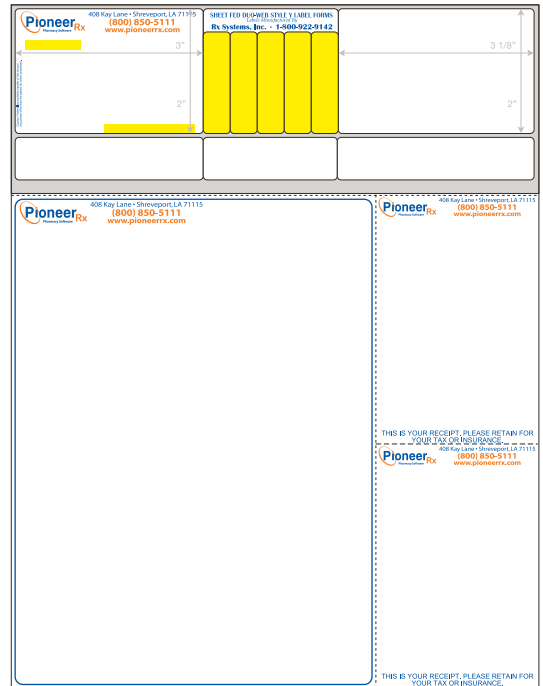 Pioneer Rx
Pharmacy Software
408 Kay Lane • Shreveport, LA 71115
(800) 850-5111
www.pioneerrx.com
3"
2"
SHEET FED DUO-WEB STYLE Y LABEL FORMS
Labels Manufactured By
Rx Systems, Inc. • 1-800-922-9142
3 1/8"
2"
Pioneer Rx
Pharmacy Software
408 Kay Lane • Shreveport, LA 71115
(800) 850-5111
www.pioneerrx.com
Pioneer Rx
Pharmacy Software
408 Kay Lane • Shreveport, LA 71115
(800) 850-5111
www.pioneerrx.com
THIS IS YOUR RECEIPT, PLEASE RETAIN FOR
YOUR TAX OR INSURANCE.
Pioneer Rx
Pharmacy Software
408 Kay Lane • Shreveport, LA 71115
(800) 850-5111
www.pioneerrx.com
THIS IS YOUR RECEIPT, PLEASE RETAIN FOR
YOUR TAX OR INSURANCE.